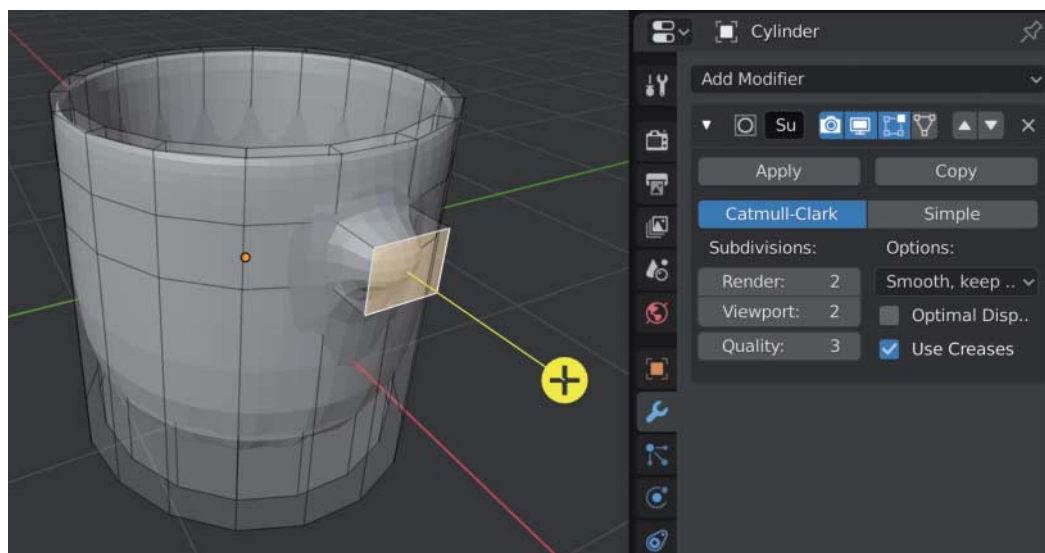 Cylinder
Add Modifier
Su
Apply Copy
Catmull-Clark Simple
Subdivisions: Options:
Render: 2 Smooth, keep ..
Viewport: 2 Optimal Disp..
Quality: 3 Use Creases